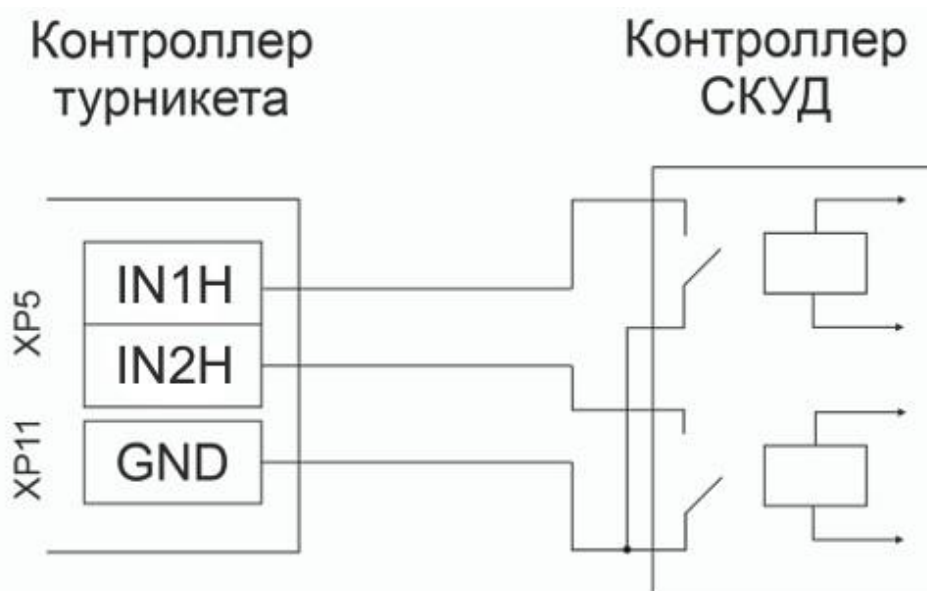 Контроллер
турникета
Контроллер
СКУД
XP5
IN1H
IN2H
XP11
GND